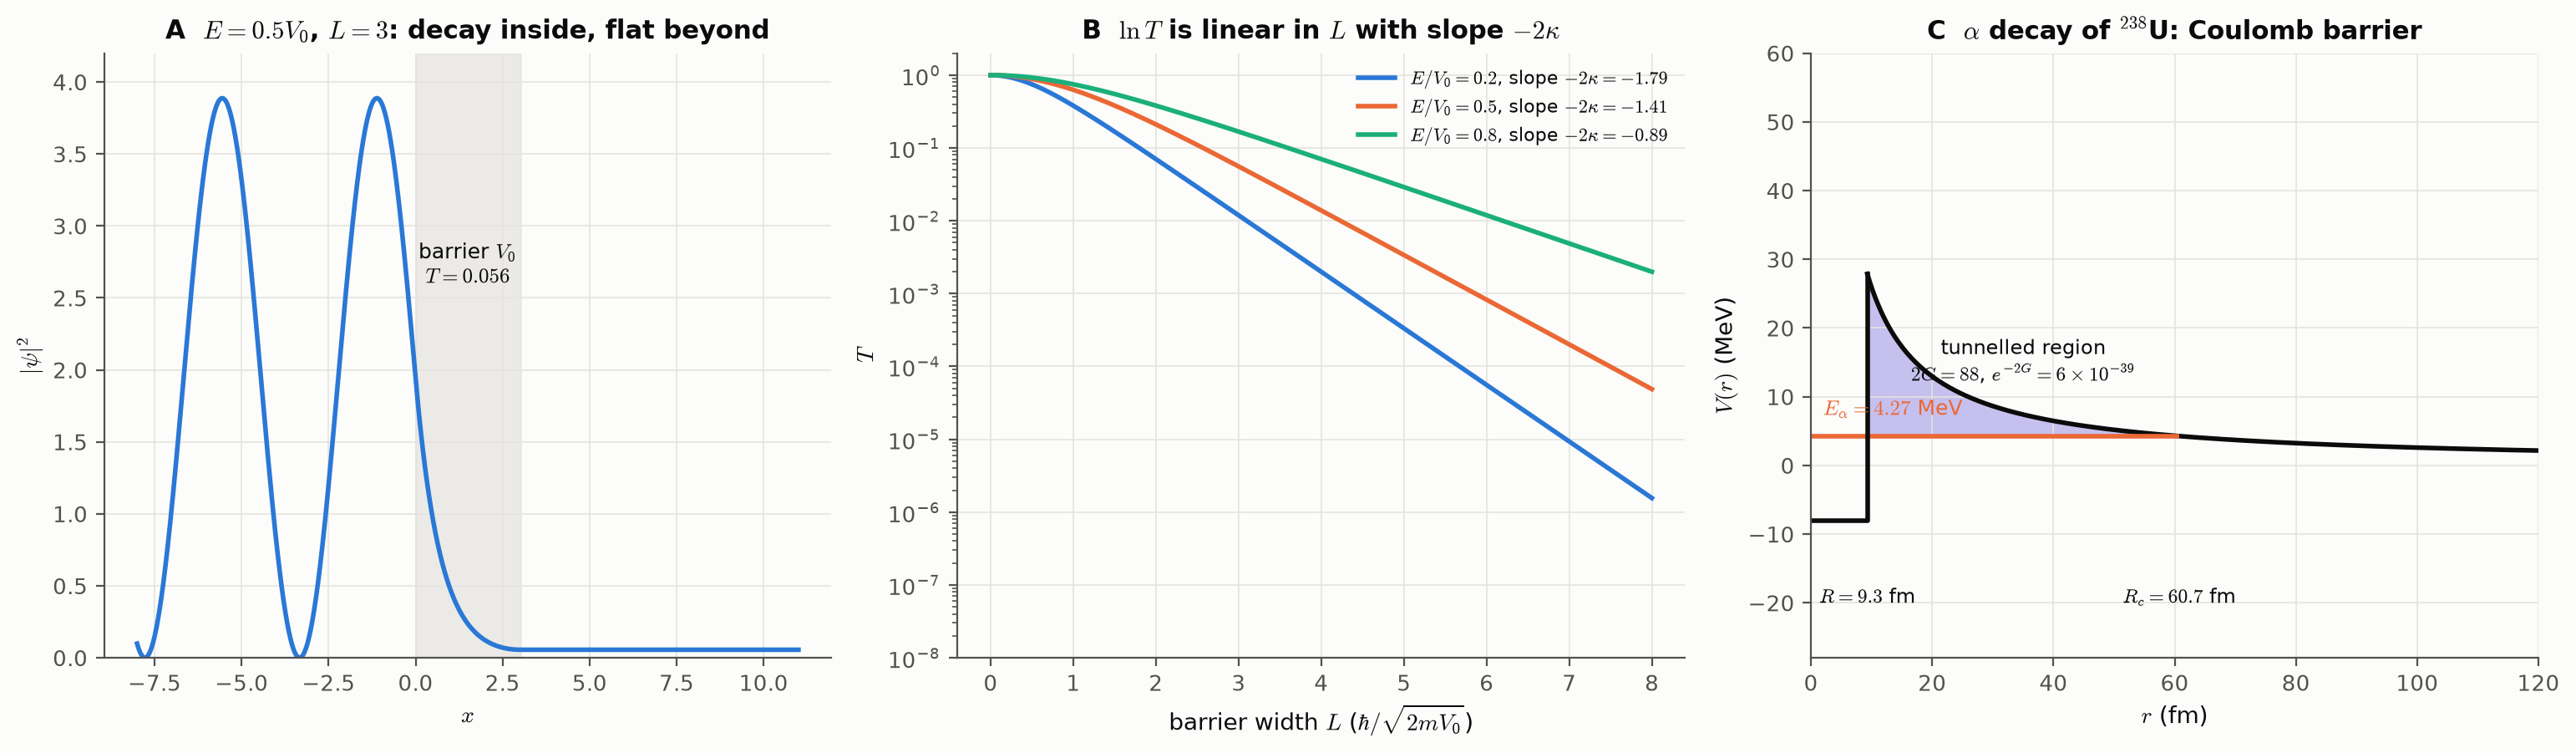 A E = 0.5V₀, L = 3: decay inside, flat beyond
4.0
3.5
3.0
2.5
2.0
1.5
1.0
0.5
0.0
|ψ|²
barrier V₀
T = 0.056
−7.5 −5.0 −2.5 0.0 2.5 5.0 7.5 10.0
x
B ln T is linear in L with slope −2κ
10⁰
10⁻¹
10⁻²
10⁻³
10⁻⁴
10⁻⁵
10⁻⁶
10⁻⁷
10⁻⁸
T
E/V₀ = 0.2, slope −2κ = −1.79
E/V₀ = 0.5, slope −2κ = −1.41
E/V₀ = 0.8, slope −2κ = −0.89
0 1 2 3 4 5 6 7 8
barrier width L (ħ/√2mV₀)
C α decay of ²³⁸U: Coulomb barrier
60
50
40
30
20
10
0
−10
−20
V(r) (MeV)
tunnelled region
2G = 88, e⁻²ᴳ = 6 × 10⁻³⁹
Eα = 4.27 MeV
R = 9.3 fm
R_c = 60.7 fm
0 20 40 60 80 100 120
r (fm)